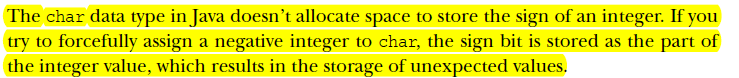 The char data type in Java doesn't allocate space to store the sign of an integer. If you
try to forcefully assign a negative integer to char, the sign bit is stored as the part of
the integer value, which results in the storage of unexpected values.